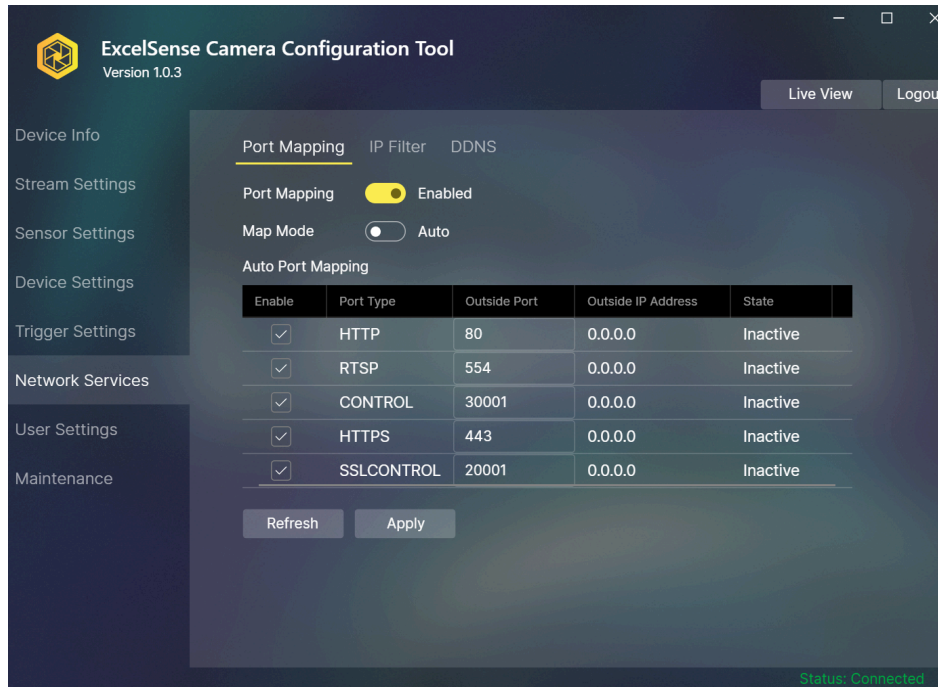 ExcelSense Camera Configuration Tool
Version 1.0.3
Live View
Logou
Device Info
Stream Settings
Sensor Settings
Device Settings
Trigger Settings
Network Services
User Settings
Maintenance
Port Mapping IP Filter DDNS
Port Mapping Enabled
Map Mode Auto
Auto Port Mapping
Enable Port Type Outside Port Outside IP Address State
HTTP 80 0.0.0.0 Inactive
RTSP 554 0.0.0.0 Inactive
CONTROL 30001 0.0.0.0 Inactive
HTTPS 443 0.0.0.0 Inactive
SSLCONTROL 20001 0.0.0.0 Inactive
Refresh Apply
Status: Connected